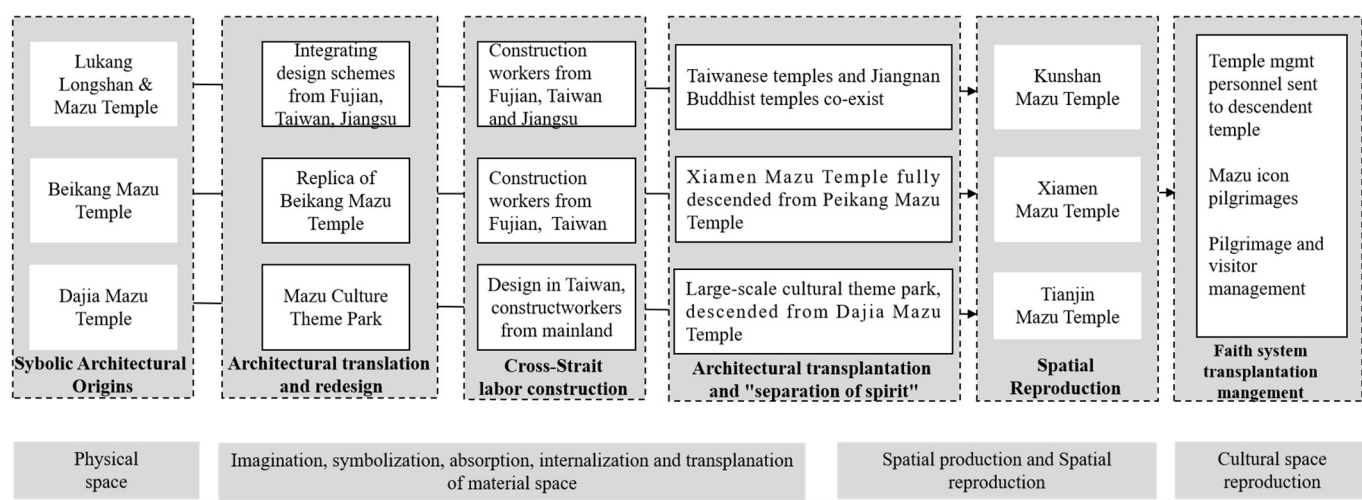 Lukang
Longshan &
Mazu Temple
Beikang Mazu
Temple
Dajia Mazu
Temple
Sybolic Architectural
Origins
Integrating
design schemes
from Fujian,
Taiwan, Jiangsu
Replica of
Beikang Mazu
Temple
Mazu Culture
Theme Park
Architectural translation
and redesign
Construction
workers from
Fujian, Taiwan
and Jiangsu
Construction
workers from
Fujian, Taiwan
Design in Taiwan,
constructworkers
from mainland
Cross-Strait
labor construction
Taiwanese temples and Jiangnan
Buddhist temples co-exist
Xiamen Mazu Temple fully
descended from Peikang Mazu
Temple
Large-scale cultural theme park,
descended from Dajia Mazu
Temple
Architectural transplantation
and "separation of spirit"
Kunshan
Mazu Temple
Xiamen
Mazu Temple
Tianjin
Mazu Temple
Spatial
Reproduction
Temple mgmt
personnel sent
to descendent
temple
Mazu icon
pilgrimages
Pilgrimage and
visitor
management
Faith system
transplantation
mangement
Physical
space
Imagination, symbolization, absorption, internalization and transplanation
of material space
Spatial production and Spatial
reproduction
Cultural space
reproduction